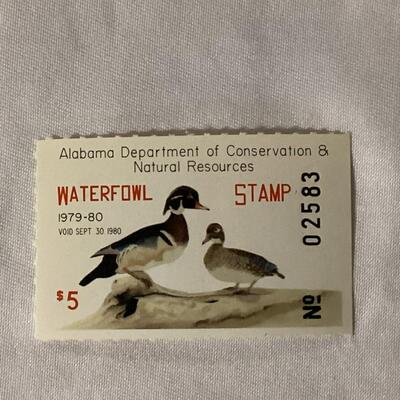 Alabama Department of Conservation &
Natural Resources
WATERFOWL STAMP
1979-80
VOID SEPT. 30 1980
$5
No 02583